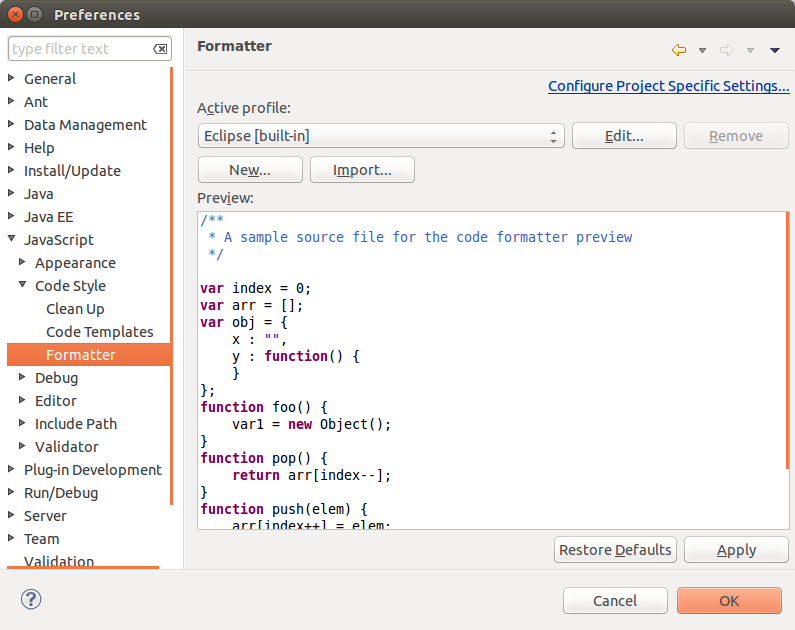 Preferences
type filter text
General
Ant
Data Management
Help
Install/Update
Java
Java EE
JavaScript
Appearance
Code Style
Clean Up
Code Templates
Formatter
Debug
Editor
Include Path
Validator
Plug-in Development
Run/Debug
Server
Team
Validation
Formatter
Configure Project Specific Settings...
Active profile:
Eclipse [built-in]
Edit...
Remove
New...
Import...
Preview:
/**
 * A sample source file for the code formatter preview
 */
var index = 0;
var arr = [];
var obj = {
    x : "",
    y : function() {
    }
};
function foo() {
    var1 = new Object();
}
function pop() {
    return arr[index--];
}
function push(elem) {
    arr[index++] = elem;
Restore Defaults
Apply
?
Cancel
OK